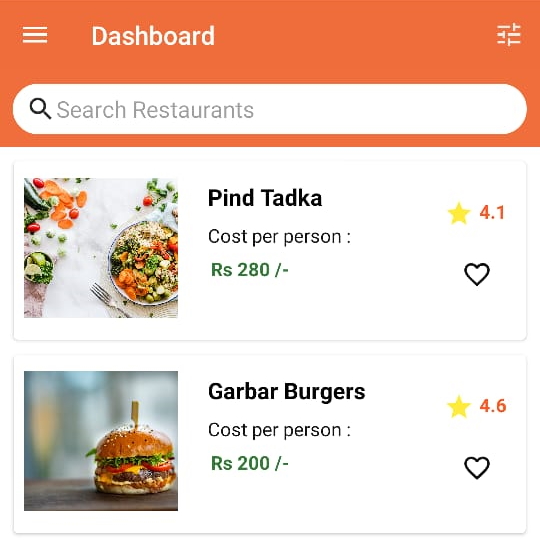 Dashboard
Search Restaurants
Pind Tadka
4.1
Cost per person :
Rs 280 /-
Garbar Burgers
4.6
Cost per person :
Rs 200 /-